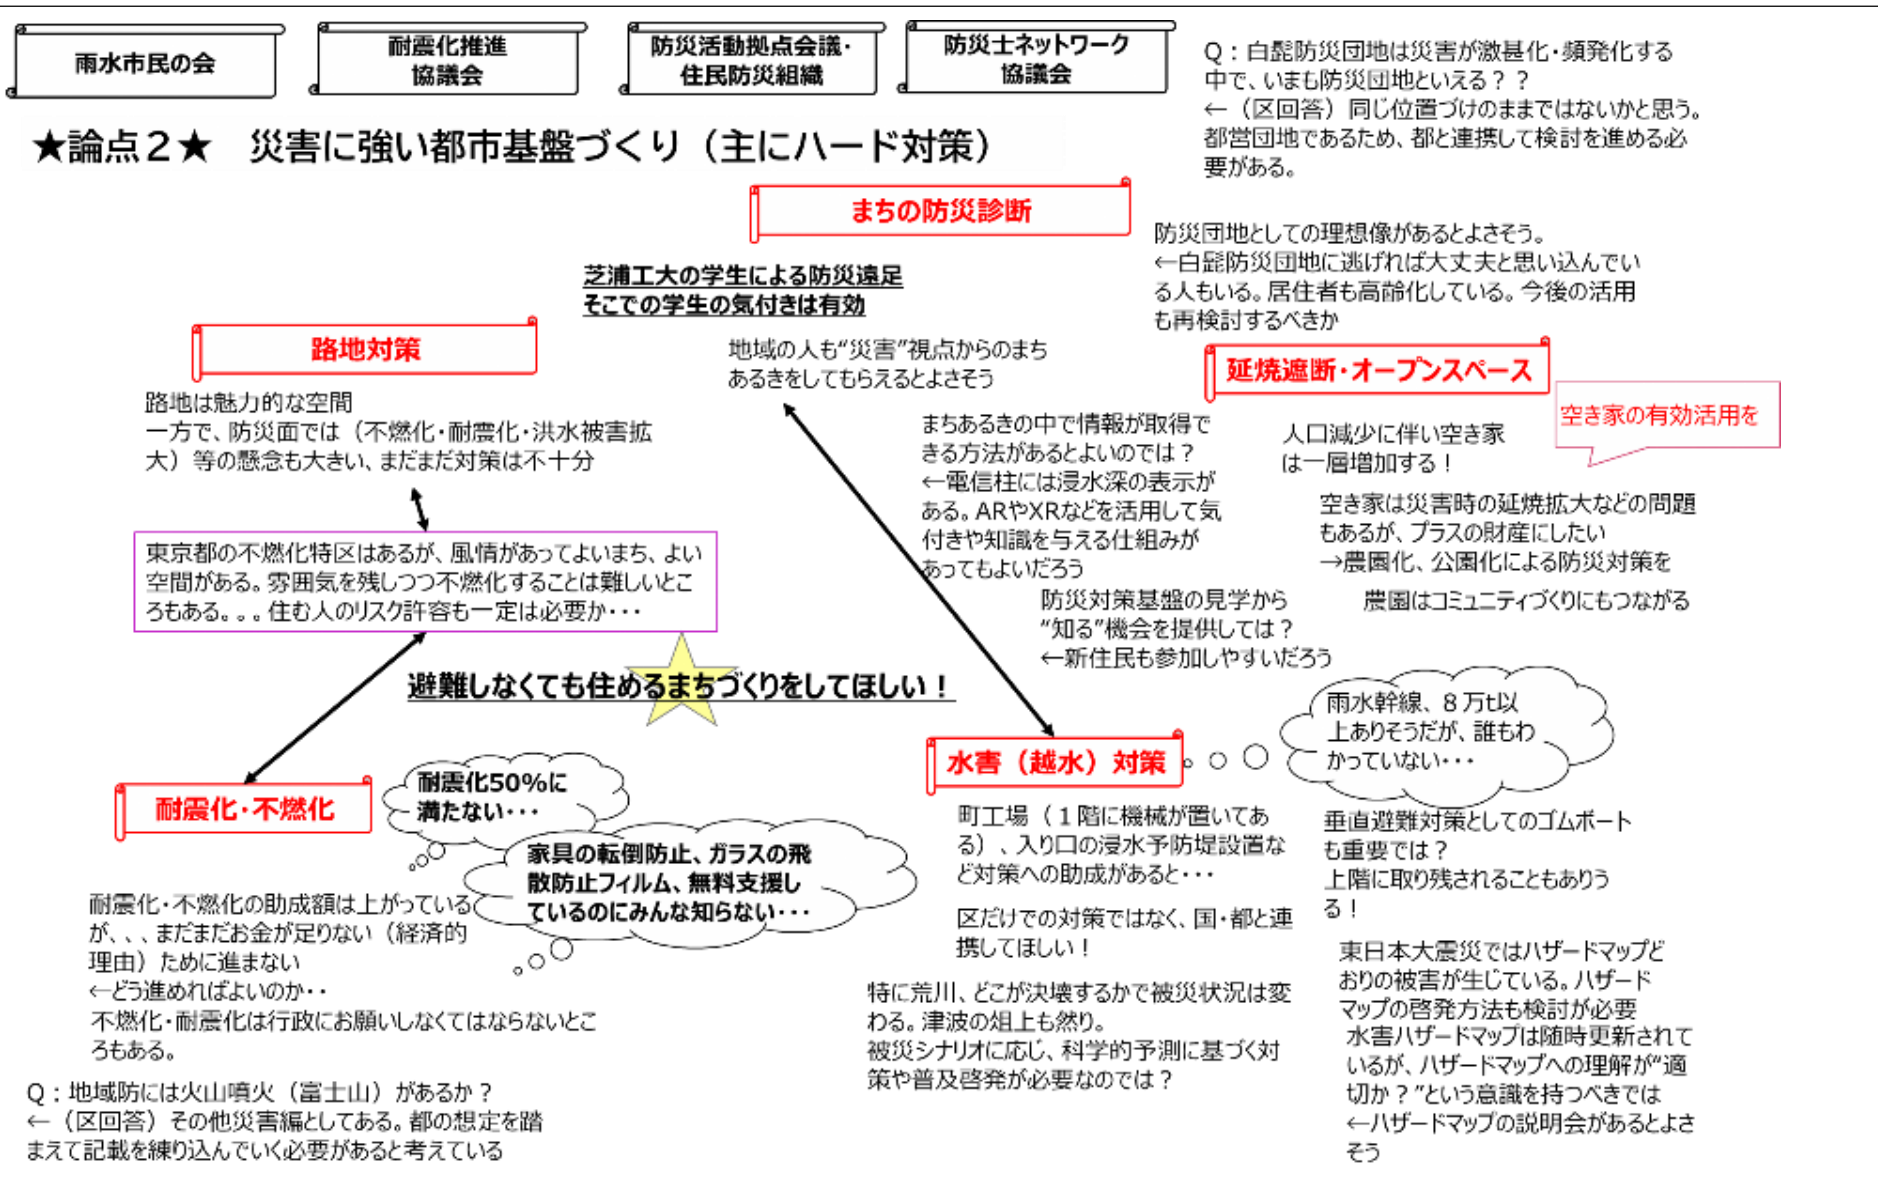 雨水市民の会
耐震化推進
協議会
防災活動拠点会議・
住民防災組織
防災士ネットワーク
協議会
Q：白髭防災団地は災害が激甚化・頻発化する
中で、いまも防災団地といえる？？
←（区回答）同じ位置づけのままではないかと思う。
都営団地であるため、都と連携して検討を進める必
要がある。
★論点２★　災害に強い都市基盤づくり（主にハード対策）
まちの防災診断
防災団地としての理想像があるとよさそう。
←白髭防災団地に逃げれば大丈夫と思い込んでい
る人もいる。居住者も高齢化している。今後の活用
も再検討するべきか
芝浦工大の学生による防災遠足
そこでの学生の気付きは有効
地域の人も“災害”視点からのまち
あるきをしてもらえるとよさそう
路地対策
路地は魅力的な空間
一方で、防災面では（不燃化・耐震化・洪水被害拡
大）等の懸念も大きい、まだまだ対策は不十分
延焼遮断・オープンスペース
空き家の有効活用を
人口減少に伴い空き家
は一層増加する！
まちあるきの中で情報が取得で
きる方法があるとよいのでは？
←電信柱には浸水深の表示が
ある。ARやXRなどを活用して気
付きや知識を与える仕組みが
あってもよいだろう
空き家は災害時の延焼拡大などの問題
もあるが、プラスの財産にしたい
→農園化、公園化による防災対策を
農園はコミュニティづくりにもつながる
東京都の不燃化特区はあるが、風情があってよいまち、よい
空間がある。雰囲気を残しつつ不燃化することは難しいとこ
ろもある。。。住む人のリスク許容も一定は必要か・・・
防災対策基盤の見学から
“知る”機会を提供しては？
←新住民も参加しやすいだろう
避難しなくても住めるまちづくりをしてほしい！
雨水幹線、８万t以
上ありそうだが、誰もわ
かっていない・・・
水害（越水）対策
耐震化・不燃化
耐震化50%に
満たない・・・
家具の転倒防止、ガラスの飛
散防止フィルム、無料支援し
ているのにみんな知らない・・・
町工場（１階に機械が置いてあ
る）、入り口の浸水予防堤設置な
ど対策への助成があると・・・
区だけでの対策ではなく、国・都と連
携してほしい！
垂直避難対策としてのゴムボート
も重要では？
上階に取り残されることもありう
る！
耐震化・不燃化の助成額は上がっている
が、、、まだまだお金が足りない（経済的
理由）ために進まない
←どう進めればよいのか・・
不燃化・耐震化は行政にお願いしなくてはならないとこ
ろもある。
特に荒川、どこが決壊するかで被災状況は変
わる。津波の俎上も然り。
被災シナリオに応じ、科学的予測に基づく対
策や普及啓発が必要なのでは？
東日本大震災ではハザードマップど
おりの被害が生じている。ハザード
マップの啓発方法も検討が必要
水害ハザードマップは随時更新されて
いるが、ハザードマップへの理解が“適
切か？”という意識を持つべきでは
←ハザードマップの説明会があるとよさ
そう
Q：地域防には火山噴火（富士山）があるか？
←（区回答）その他災害編としてある。都の想定を踏
まえて記載を練り込んでいく必要があると考えている